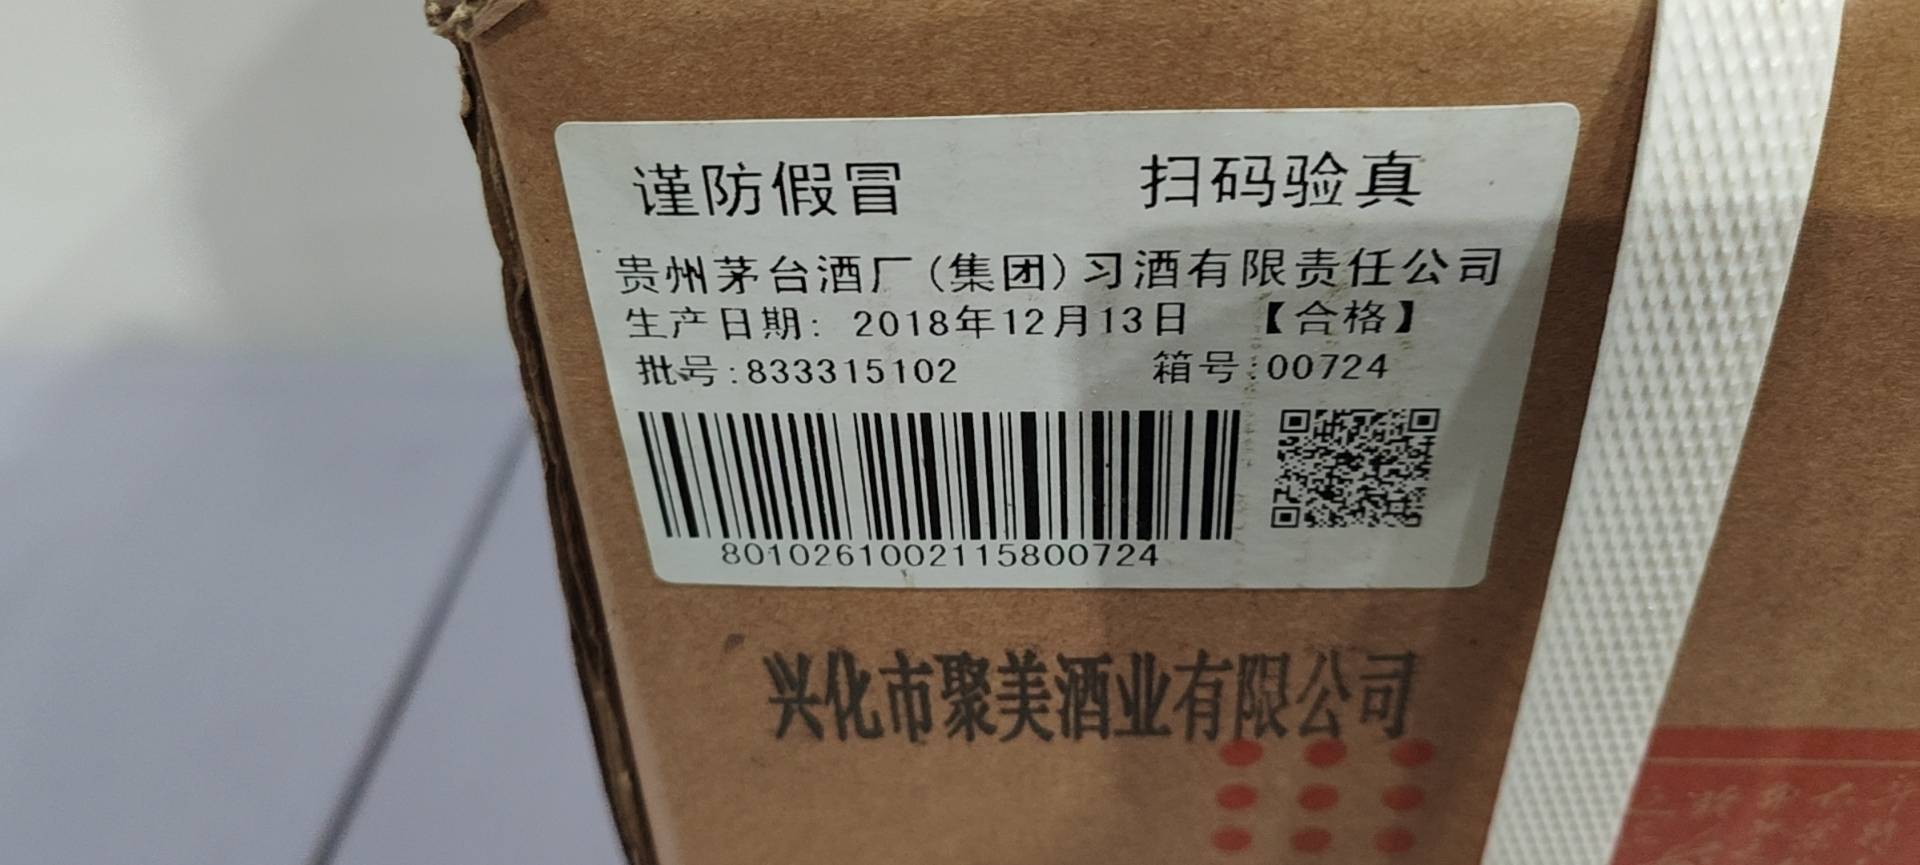 谨防假冒 扫码验真
贵州茅台酒厂(集团)习酒有限责任公司
生产日期: 2018年12月13日 【合格】
批号:833315102 箱号:00724
8010261002115800724
兴化市聚美酒业有限公司